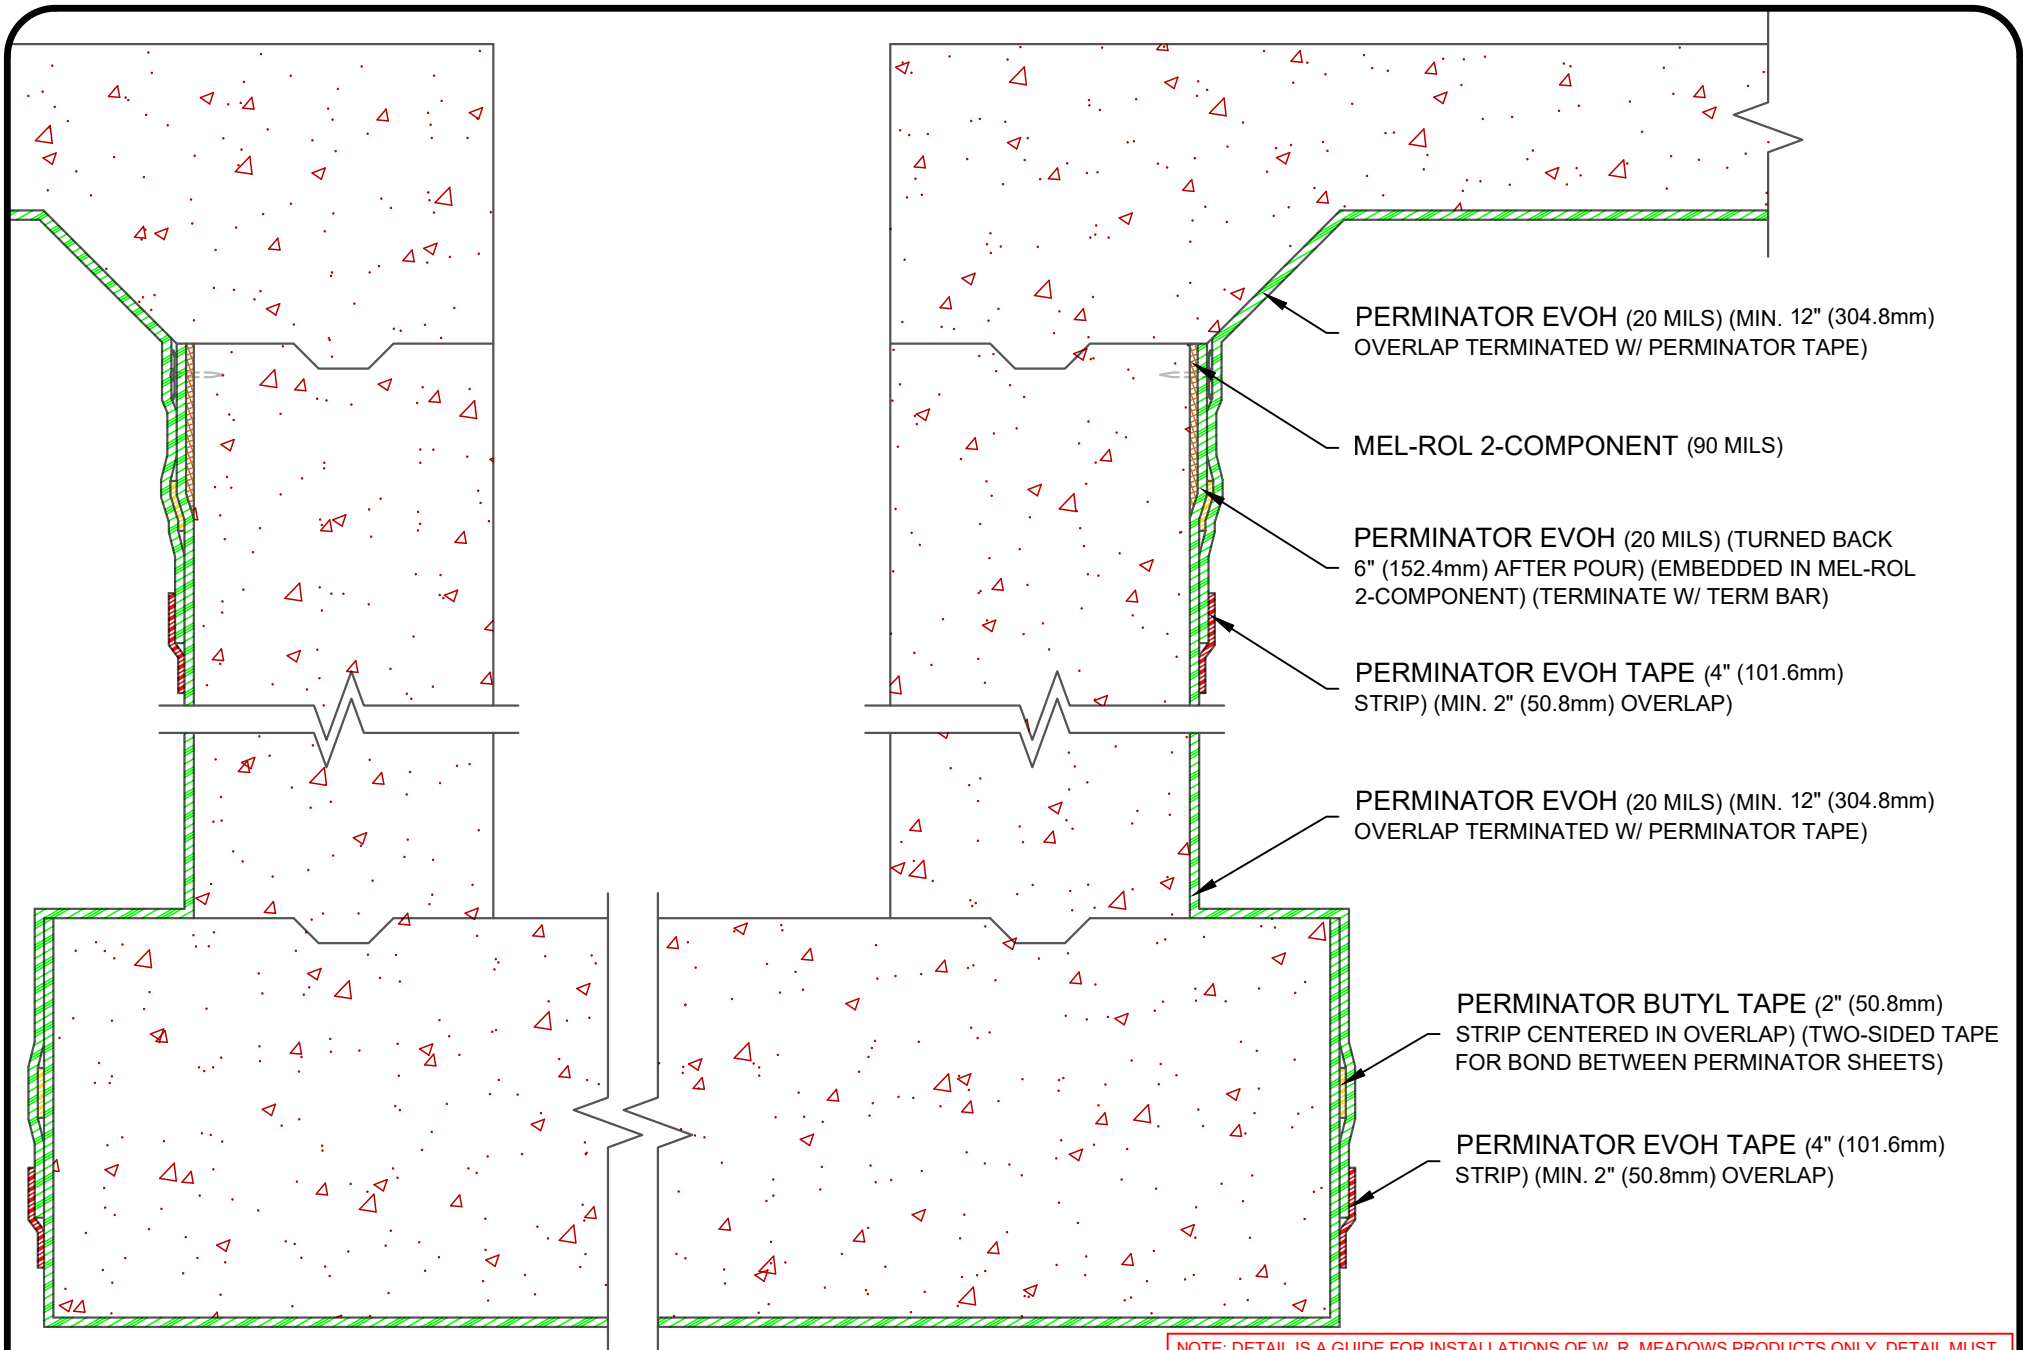 PERMINATOR EVOH (20 MILS) (MIN. 12" (304.8mm)
OVERLAP TERMINATED W/ PERMINATOR TAPE)
MEL-ROL 2-COMPONENT (90 MILS)
PERMINATOR EVOH (20 MILS) (TURNED BACK
6" (152.4mm) AFTER POUR) (EMBEDDED IN MEL-ROL
2-COMPONENT) (TERMINATE W/ TERM BAR)
PERMINATOR EVOH TAPE (4" (101.6mm)
STRIP) (MIN. 2" (50.8mm) OVERLAP)
PERMINATOR EVOH (20 MILS) (MIN. 12" (304.8mm)
OVERLAP TERMINATED W/ PERMINATOR TAPE)
PERMINATOR BUTYL TAPE (2" (50.8mm)
STRIP CENTERED IN OVERLAP) (TWO-SIDED TAPE
FOR BOND BETWEEN PERMINATOR SHEETS)
PERMINATOR EVOH TAPE (4" (101.6mm)
STRIP) (MIN. 2" (50.8mm) OVERLAP)
NOTE: DETAIL IS A GUIDE FOR INSTALLATIONS OF W. R. MEADOWS PRODUCTS ONLY. DETAIL MUST